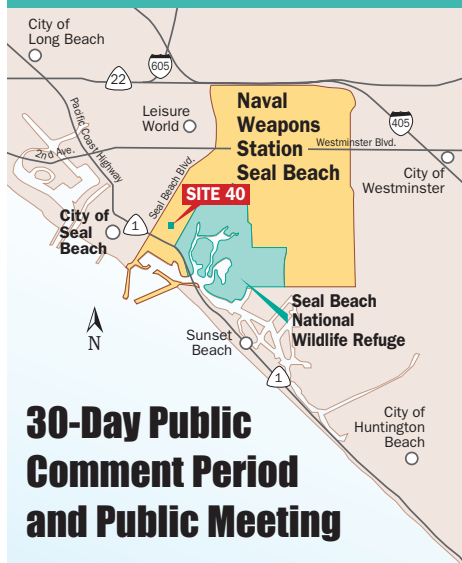 City of
Long Beach
605
22
Leisure
World
Naval
Weapons
Station
Seal Beach
405
Pacific Coast Highway
2nd Ave.
Westminster Blvd.
City of
Westminster
Seal Beach Blvd.
SITE 40
City of
Seal
Beach
1
Seal Beach
National
Wildlife Refuge
N
Sunset
Beach
1
City of
Huntington
Beach
30-Day Public
Comment Period
and Public Meeting